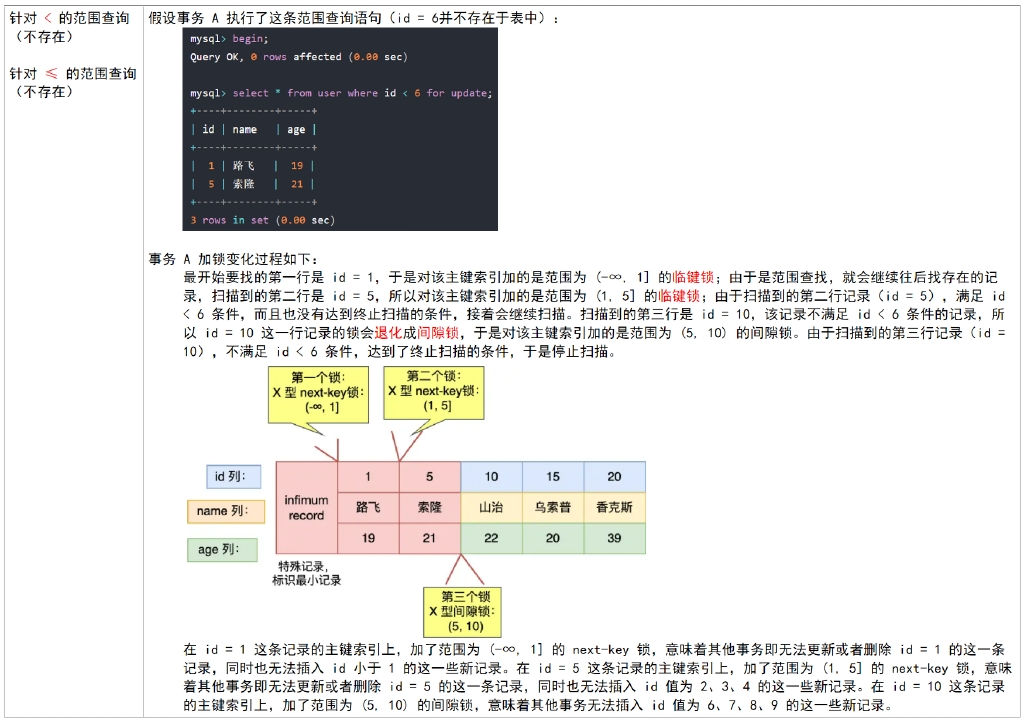 针对 < 的范围查询
（不存在）
针对 ≤ 的范围查询
（不存在）
假设事务 A 执行了这条范围查询语句（id = 6并不存在于表中）：
mysql> begin;
Query OK, 0 rows affected (0.00 sec)
mysql> select * from user where id < 6 for update;
+----+--------+-----+
| id | name   | age |
+----+--------+-----+
|  1 | 路飞   |  19 |
|  5 | 索隆   |  21 |
+----+--------+-----+
3 rows in set (0.00 sec)
事务 A 加锁变化过程如下：
最开始要找的第一行是 id = 1，于是对该主键索引加的是范围为 (-∞, 1] 的临键锁；由于是范围查找，就会继续往后找存在的记
录，扫描到的第二行是 id = 5，所以对该主键索引加的是范围为 (1, 5] 的临键锁；由于扫描到的第二行记录（id = 5），满足 id
< 6 条件，而且也没有达到终止扫描的条件，接着会继续扫描。扫描到的第三行是 id = 10，该记录不满足 id < 6 条件的记录，所
以 id = 10 这一行记录的锁会退化成间隙锁，于是对该主键索引加的是范围为 (5, 10) 的间隙锁。由于扫描到的第三行记录（id =
10），不满足 id < 6 条件，达到了终止扫描的条件，于是停止扫描。
第一个锁：
X 型 next-key锁：
(-∞, 1]
第二个锁：
X 型 next-key锁：
(1, 5]
id 列： 1 5 10 15 20
name 列： infimum record 路飞 索隆 山治 乌索普 香克斯
age 列： 19 21 22 20 39
特殊记录，
标识最小记录
第三个锁
X 型间隙锁：
(5, 10)
在 id = 1 这条记录的主键索引上，加了范围为 (-∞, 1] 的 next-key 锁，意味着其他事务即无法更新或者删除 id = 1 的这一条
记录，同时也无法插入 id 小于 1 的这一些新记录。在 id = 5 这条记录的主键索引上，加了范围为 (1, 5] 的 next-key 锁，意味
着其他事务即无法更新或者删除 id = 5 的这一条记录，同时也无法插入 id 值为 2、3、4 的这一些新记录。在 id = 10 这条记录
的主键索引上，加了范围为 (5, 10) 的间隙锁，意味着其他事务无法插入 id 值为 6、7、8、9 的这一些新记录。